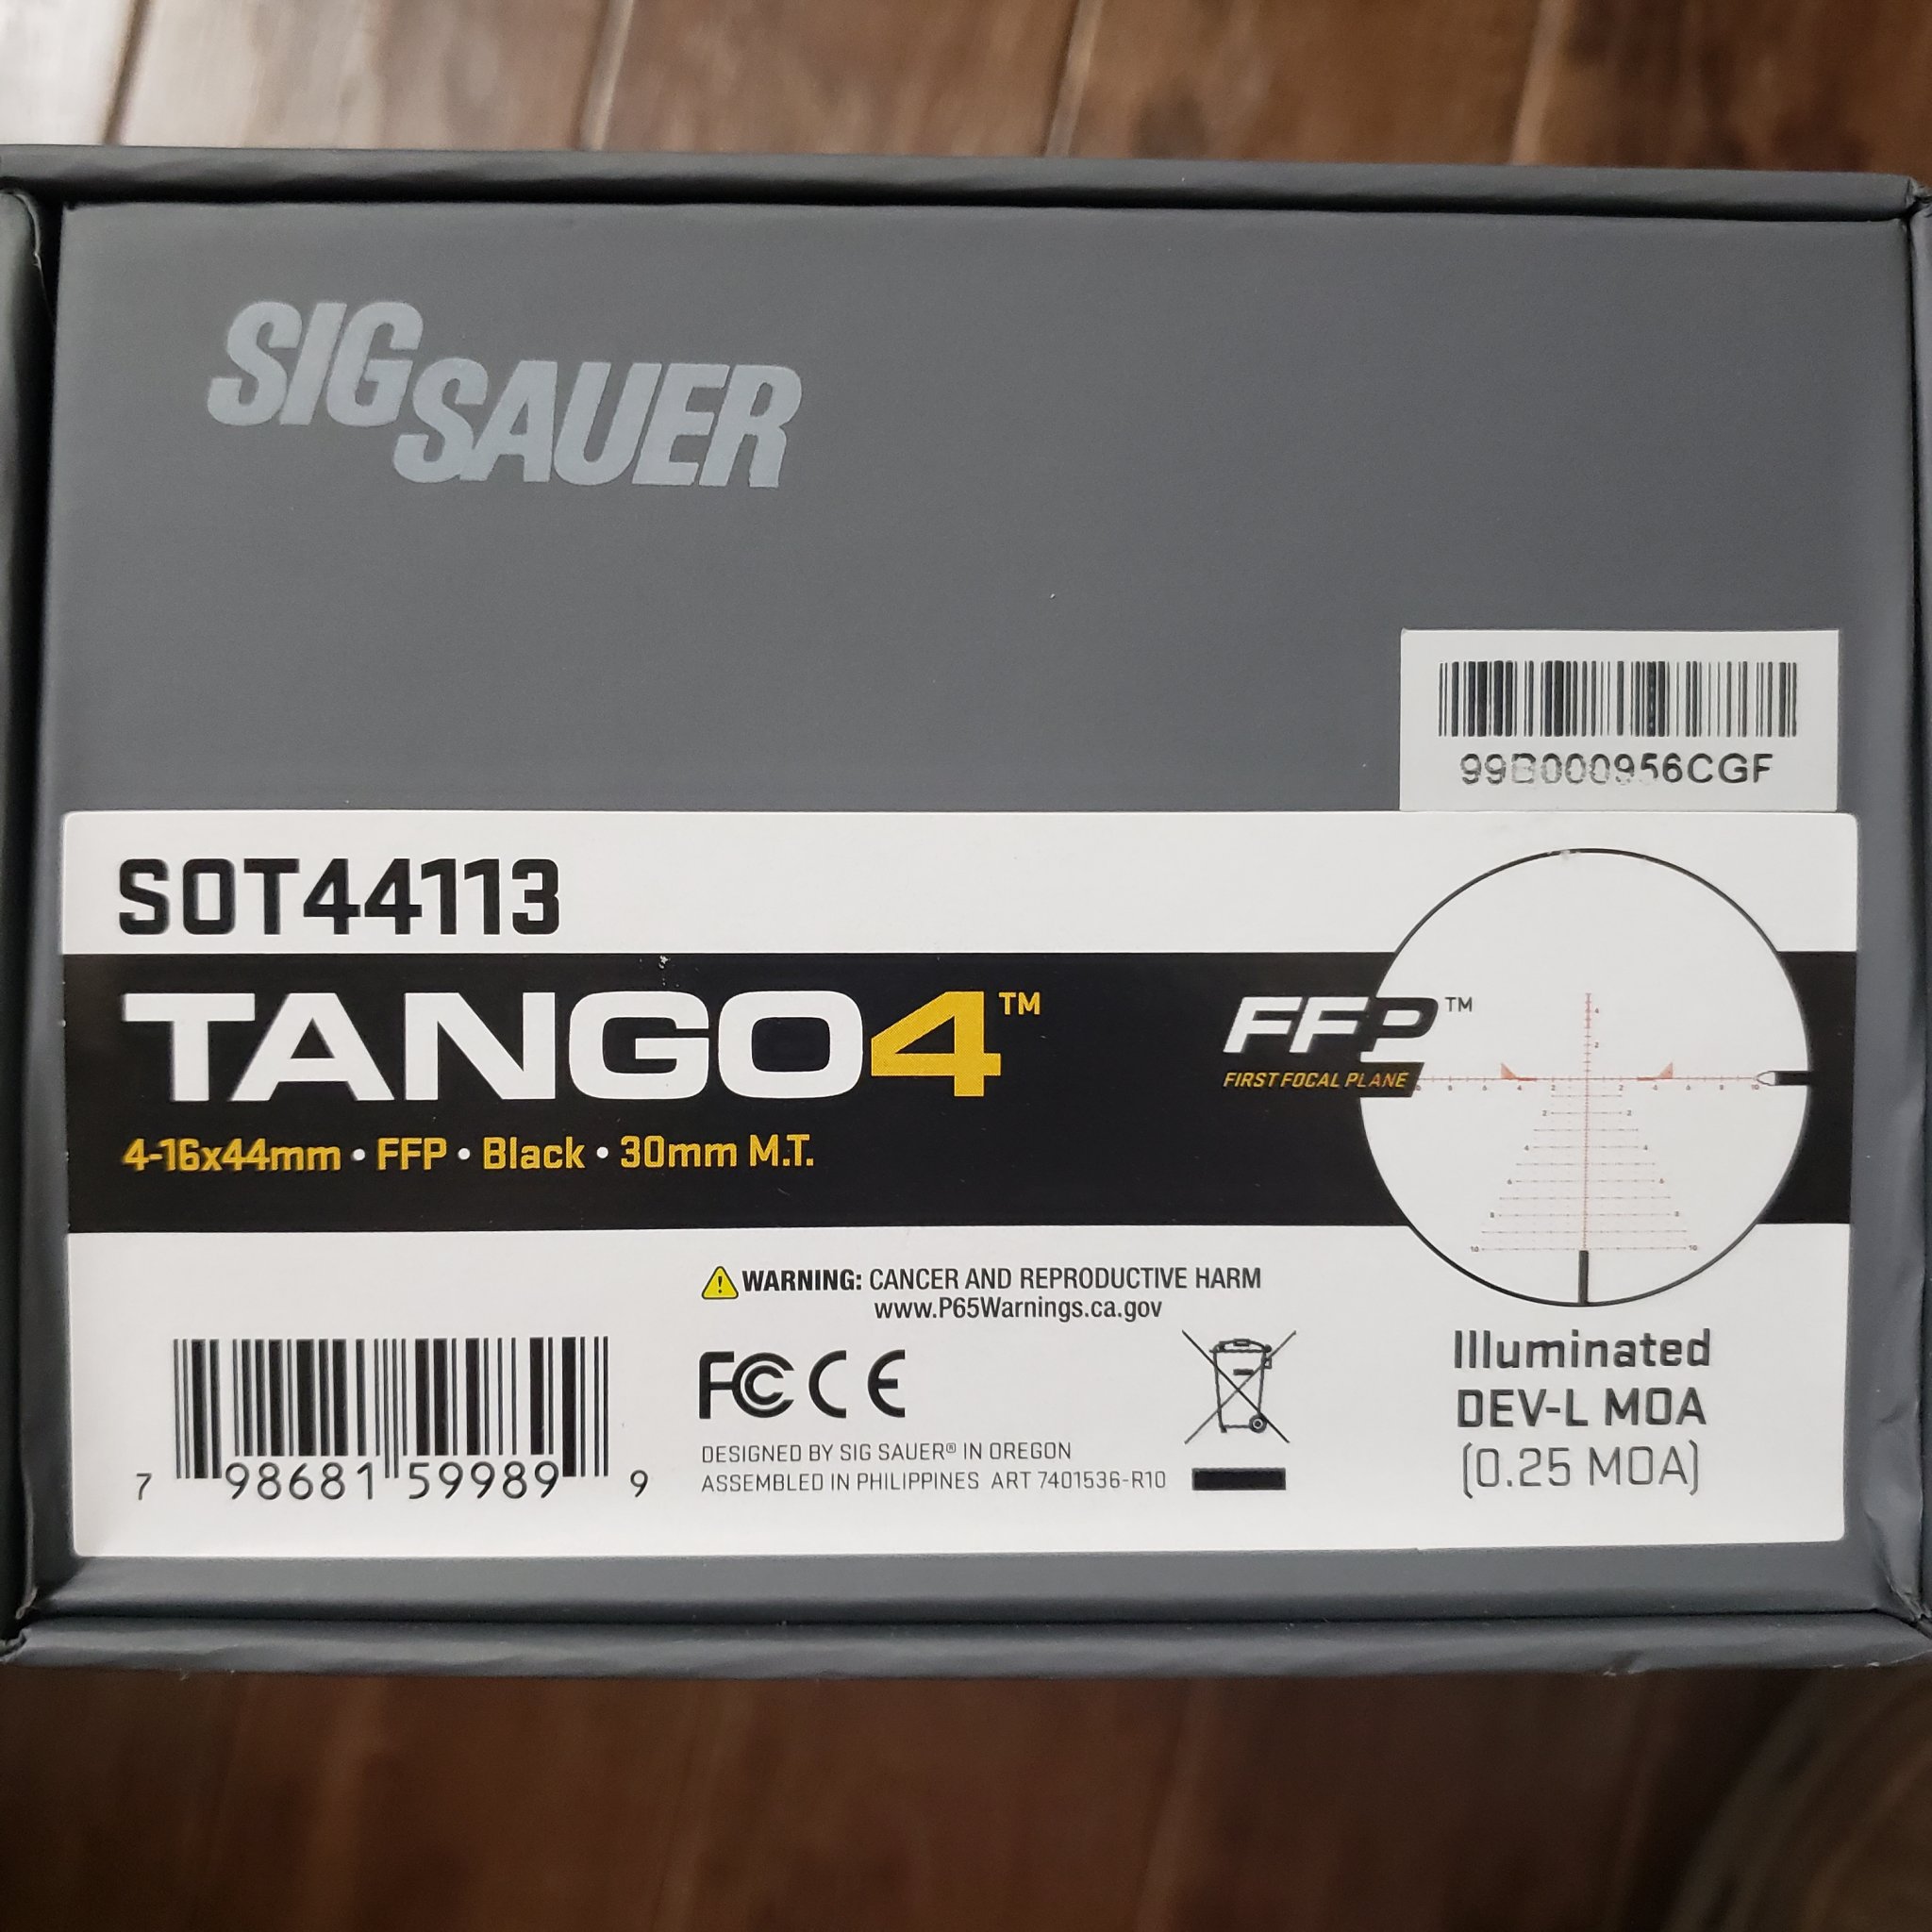 SIG SAUER
99B000956CGF
SOT44113
TANGO4™
FFP™
FIRST FOCAL PLANE
4-16x44mm • FFP • Black • 30mm M.T.
WARNING: CANCER AND REPRODUCTIVE HARM
www.P65Warnings.ca.gov
FC CE
DESIGNED BY SIG SAUER® IN OREGON
ASSEMBLED IN PHILIPPINES ART 7401536-R10
7 98681 59989 9
Illuminated
DEV-L MOA
(0.25 MOA)